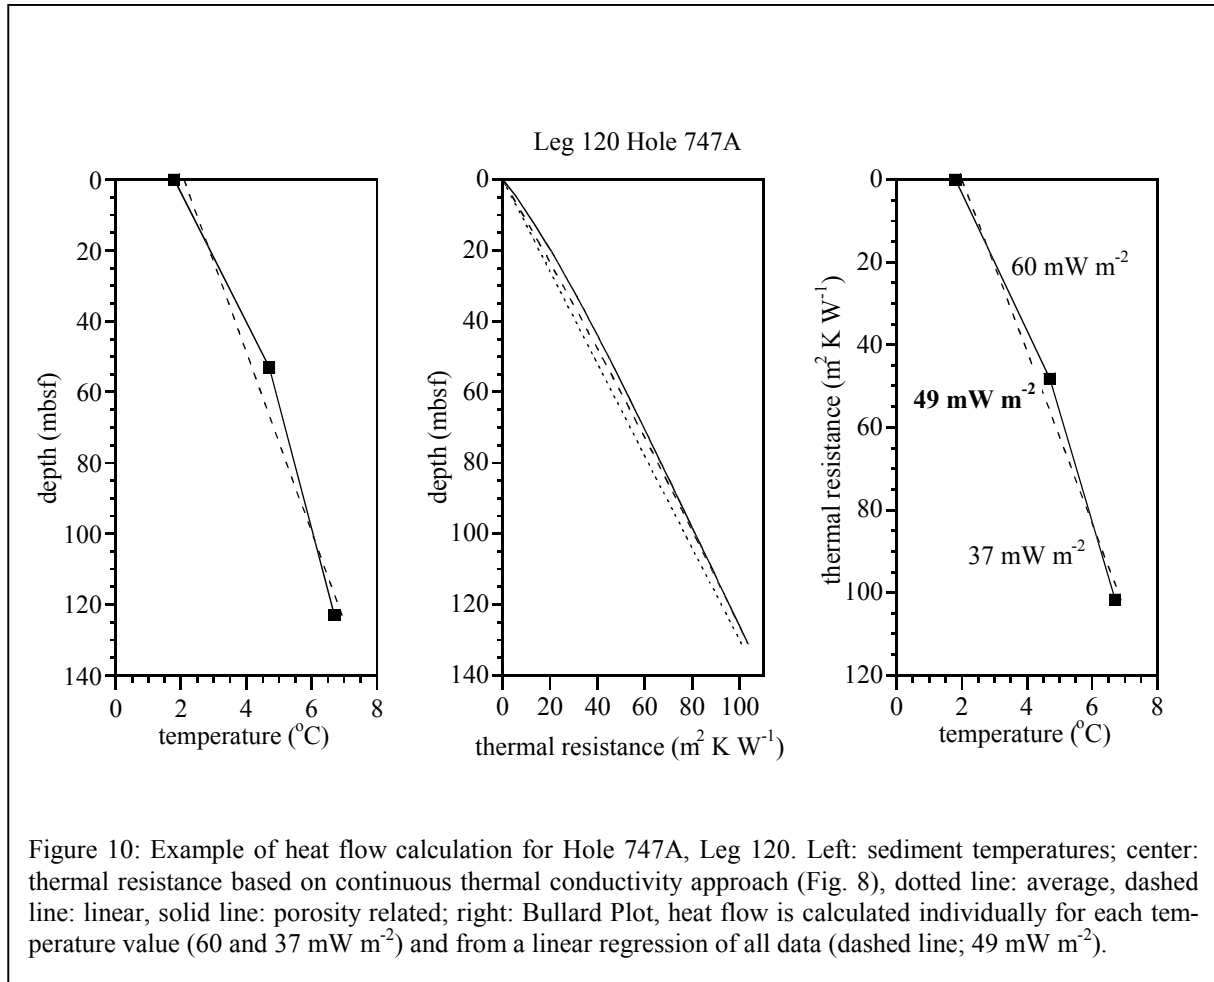 Leg 120 Hole 747A
0
20
40
60
80
100
120
140
depth (mbsf)
0 2 4 6 8
temperature (°C)
0
20
40
60
80
100
120
140
depth (mbsf)
0 20 40 60 80 100
thermal resistance (m² K W⁻¹)
0
20
40
60
80
100
120
thermal resistance (m² K W⁻¹)
60 mW m⁻²
49 mW m⁻²
37 mW m⁻²
0 2 4 6 8
temperature (°C)
Figure 10: Example of heat flow calculation for Hole 747A, Leg 120. Left: sediment temperatures; center:
thermal resistance based on continuous thermal conductivity approach (Fig. 8), dotted line: average, dashed
line: linear, solid line: porosity related; right: Bullard Plot, heat flow is calculated individually for each tem-
perature value (60 and 37 mW m⁻²) and from a linear regression of all data (dashed line; 49 mW m⁻²).